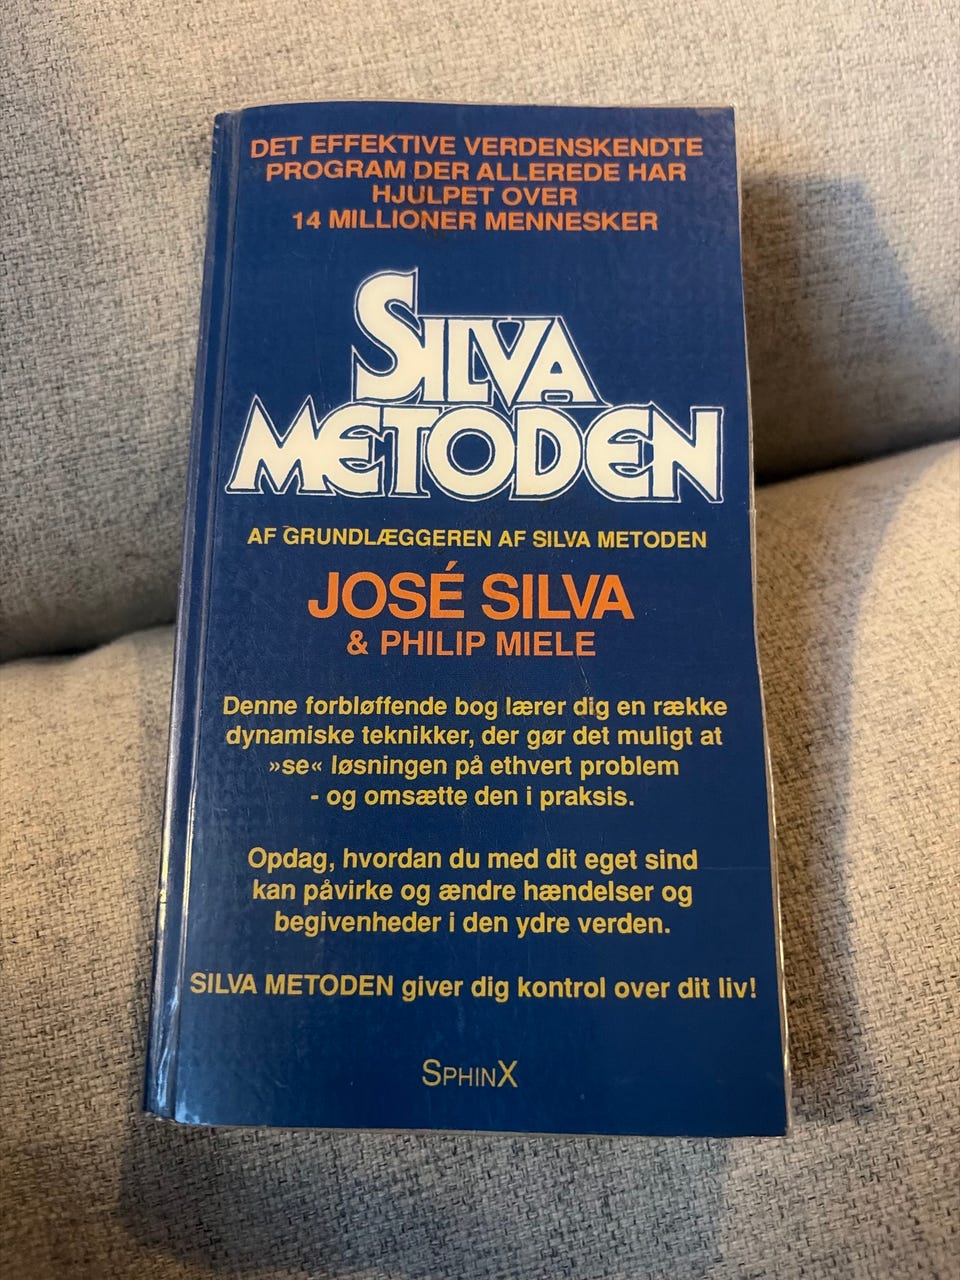 DET EFFEKTIVE VERDENSKENDTE
PROGRAM DER ALLEREDE HAR
HJULPET OVER
14 MILLIONER MENNESKER
SILVA
METODEN
AF GRUNDLÆGGEREN AF SILVA METODEN
JOSÉ SILVA
& PHILIP MIELE
Denne forbløffende bog lærer dig en række
dynamiske teknikker, der gør det muligt at
»se« løsningen på ethvert problem
- og omsætte den i praksis.
Opdag, hvordan du med dit eget sind
kan påvirke og ændre hændelser og
begivenheder i den ydre verden.
SILVA METODEN giver dig kontrol over dit liv!
SPHINX